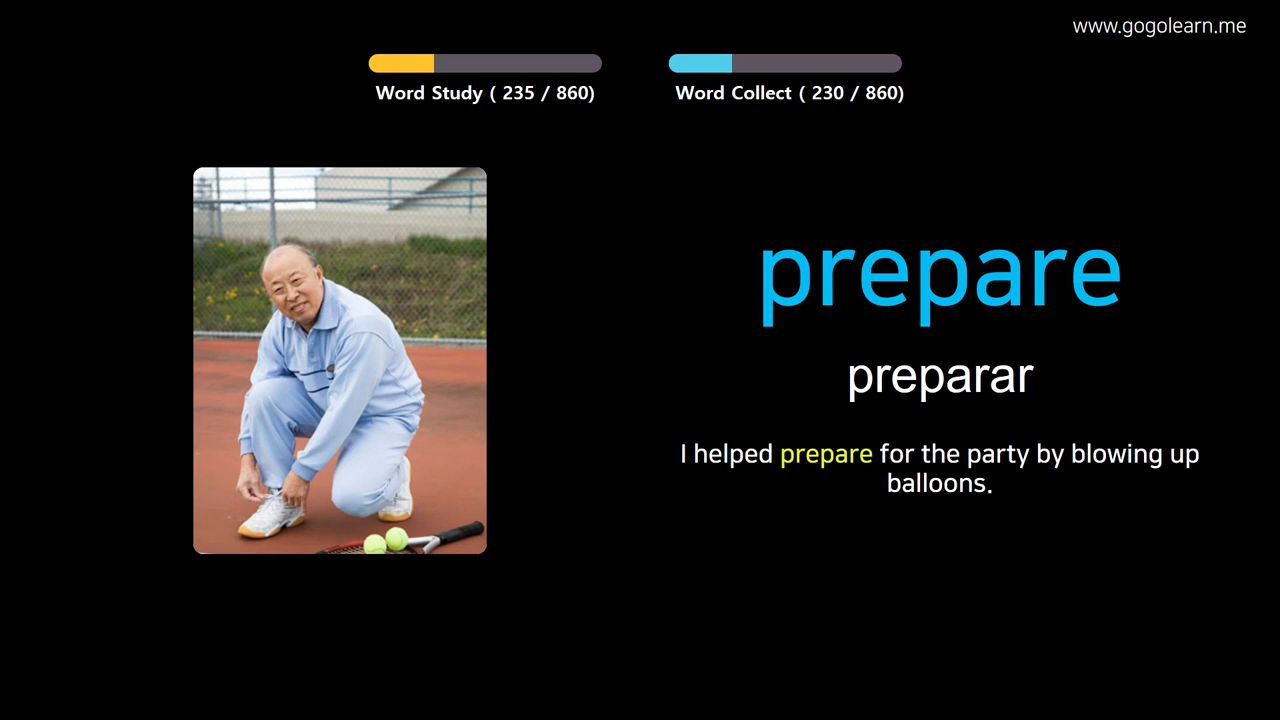 www.gogolearn.me
Word Study ( 235 / 860)
Word Collect ( 230 / 860)
prepare
preparar
I helped prepare for the party by blowing up
balloons.